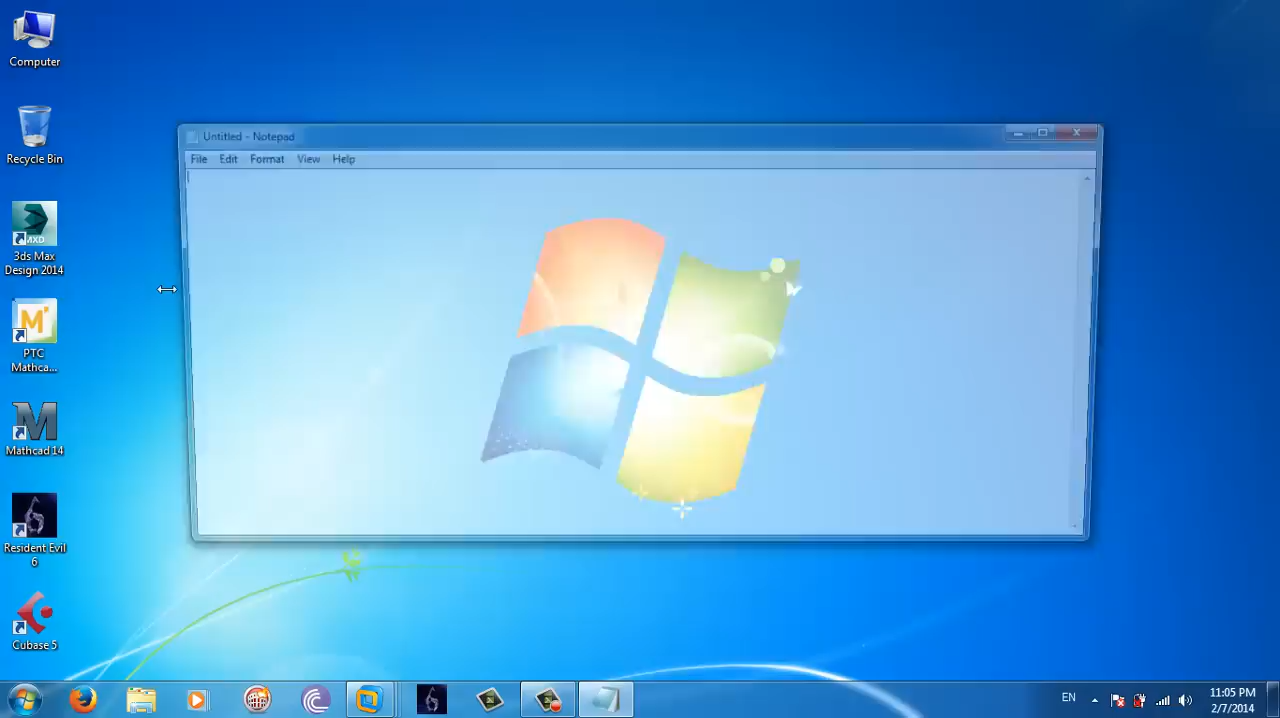 Computer
Recycle Bin
MXD
3ds Max
Design 2014
PTC
Mathca...
Mathcad 14
Resident Evil
6
Cubase 5
Untitled - Notepad
File Edit Format View Help
EN
11:05 PM
2/7/2014